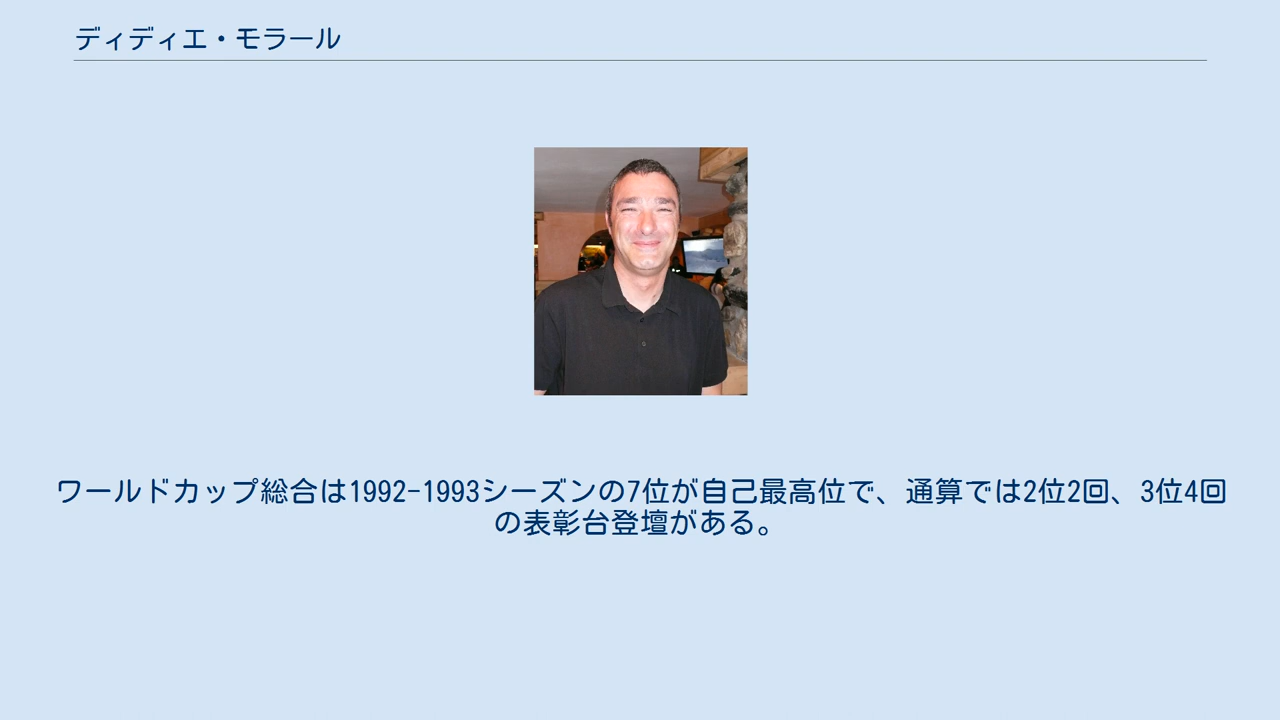 ディディエ・モラール
ワールドカップ総合は1992-1993シーズンの7位が自己最高位で、通算では2位2回、3位4回
の表彰台登壇がある。